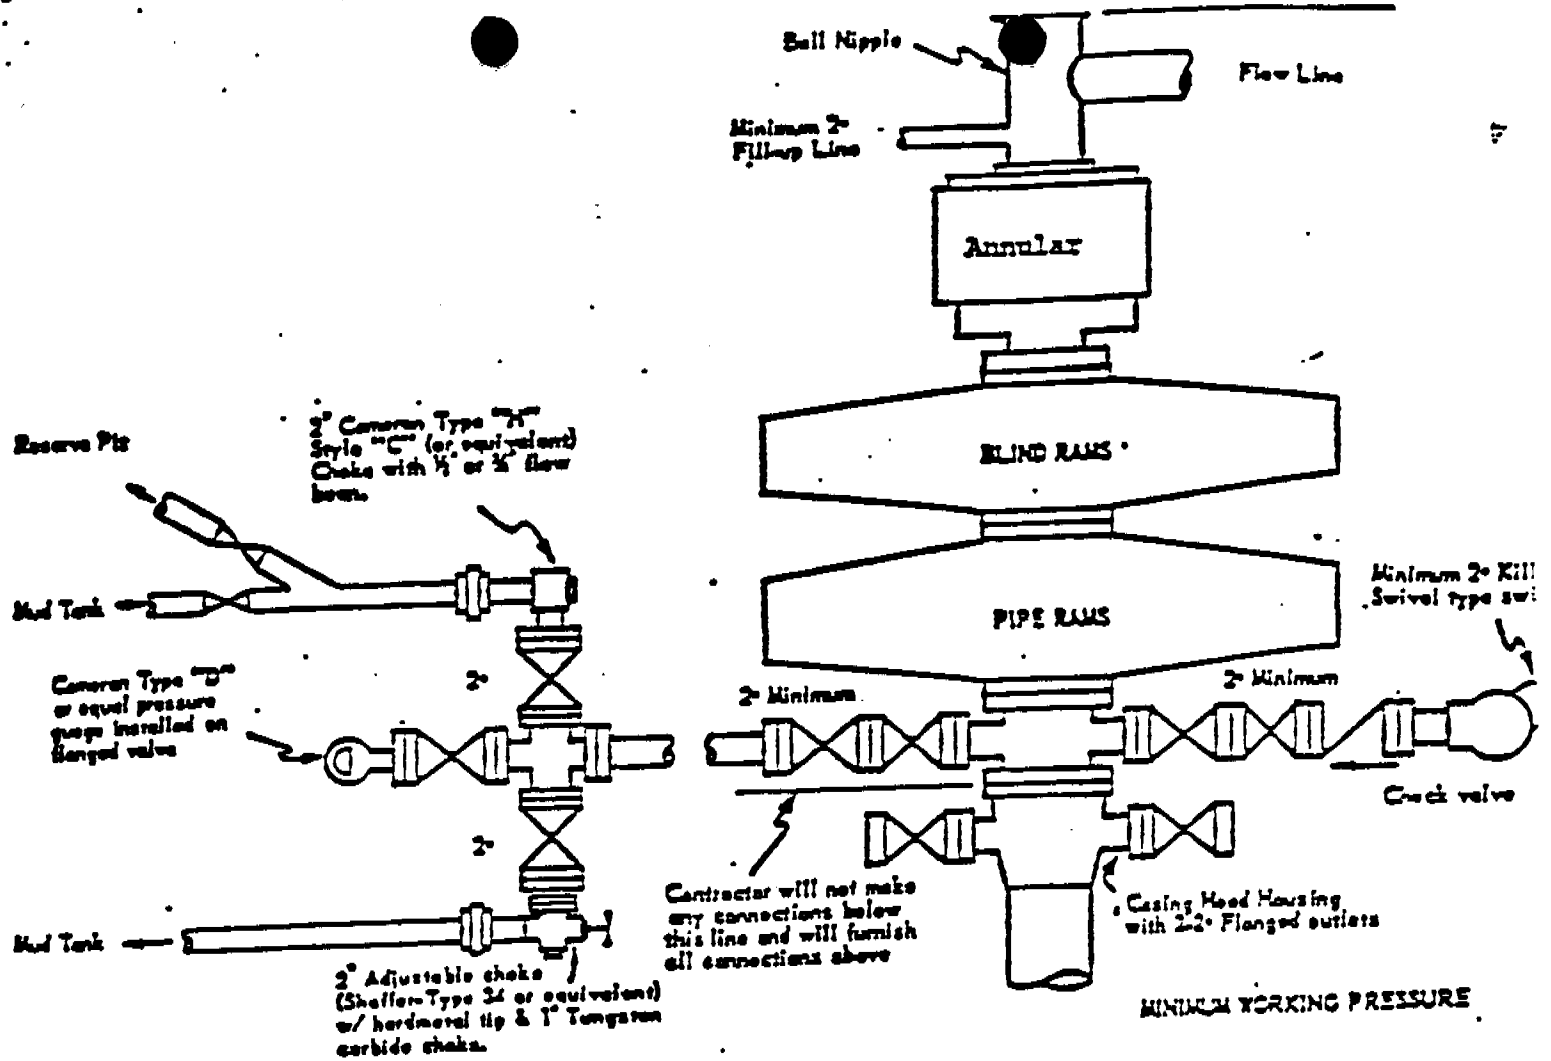 Bell Nipple
Flow Line
Minimum 2"
Fill-up Line
Annular
2" Cameron Type "H"
Style "C" (or equivalent)
Choke with ½" or ¾" flow
bean.
Reserve Pit
BLIND RAMS
Mud Tank
PIPE RAMS
Minimum 2" Kill
Swivel type
Cameron Type "D"
or equal pressure
guage installed on
flanged valve
2"
2" Minimum
2" Minimum
Check valve
2"
Contractor will not make
any connections below
this line and will furnish
all connections above
Casing Head Housing
with 2-2" Flanged outlets
Mud Tank
2" Adjustable choke
(Shaffer-Type or equivalent)
w/ hardmetal tip & 1" Tungsten
carbide choke.
MINIMUM WORKING PRESSURE